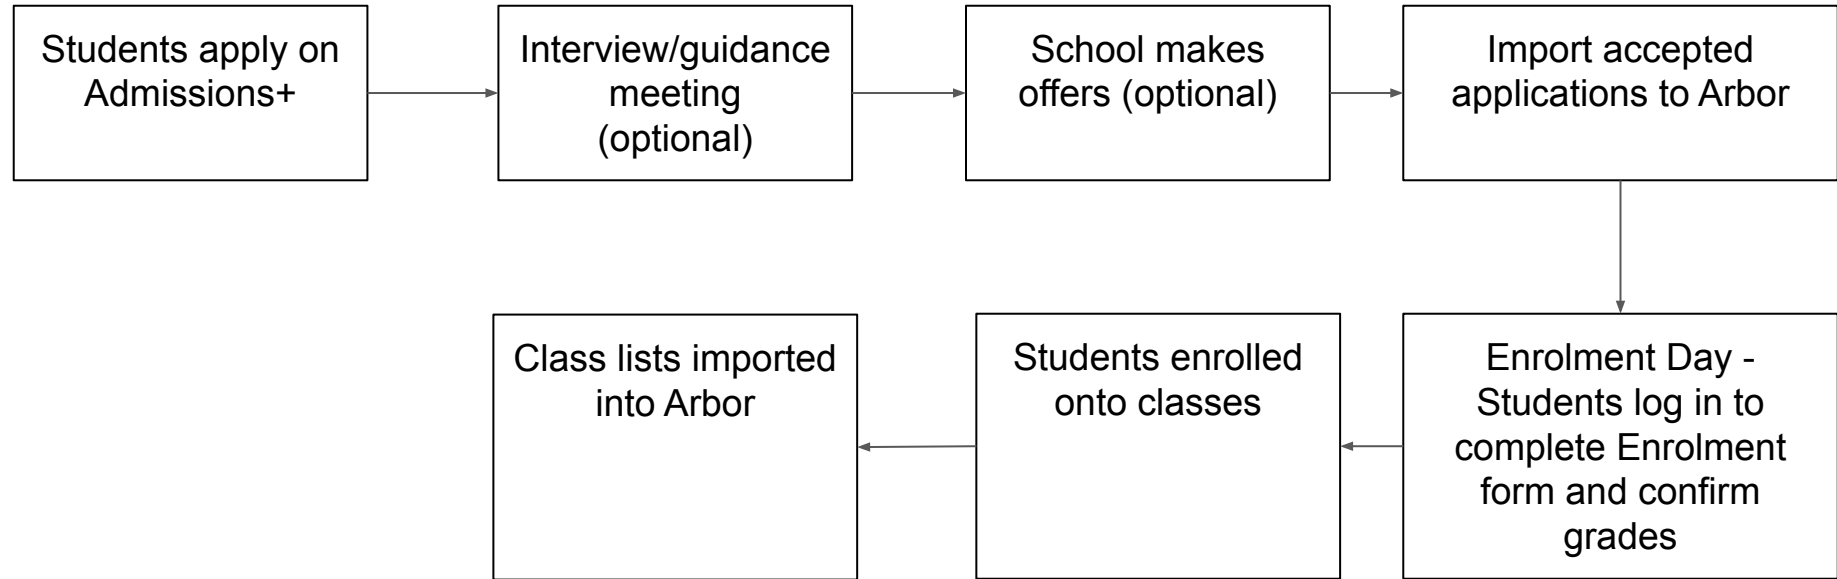 Students apply on
Admissions+
Interview/guidance
meeting
(optional)
School makes
offers (optional)
Import accepted
applications to Arbor
Enrolment Day -
Students log in to
complete Enrolment
form and confirm
grades
Students enrolled
onto classes
Class lists imported
into Arbor